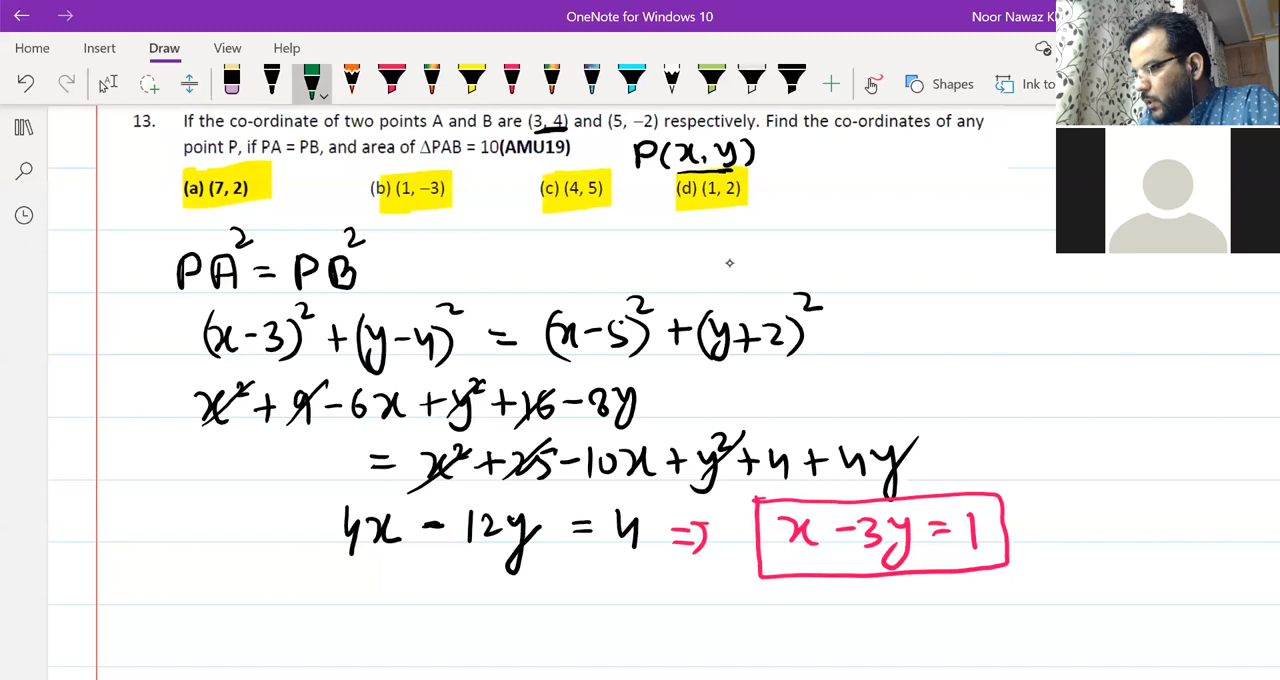 OneNote for Windows 10
Noor Nawaz K
Home Insert Draw View Help
Shapes Ink to
13. If the co-ordinate of two points A and B are (3, 4) and (5, −2) respectively. Find the co-ordinates of any
point P, if PA = PB, and area of ΔPAB = 10(AMU19)
P(x, y)
(a) (7, 2) (b) (1, −3) (c) (4, 5) (d) (1, 2)
PA² = PB²
(x-3)² + (y-4)² = (x-5)² + (y+2)²
x² + 9 - 6x + y² + 16 - 8y
= x² + 25 - 10x + y² + 4 + 4y
4x - 12y = 4 ⇒ x - 3y = 1